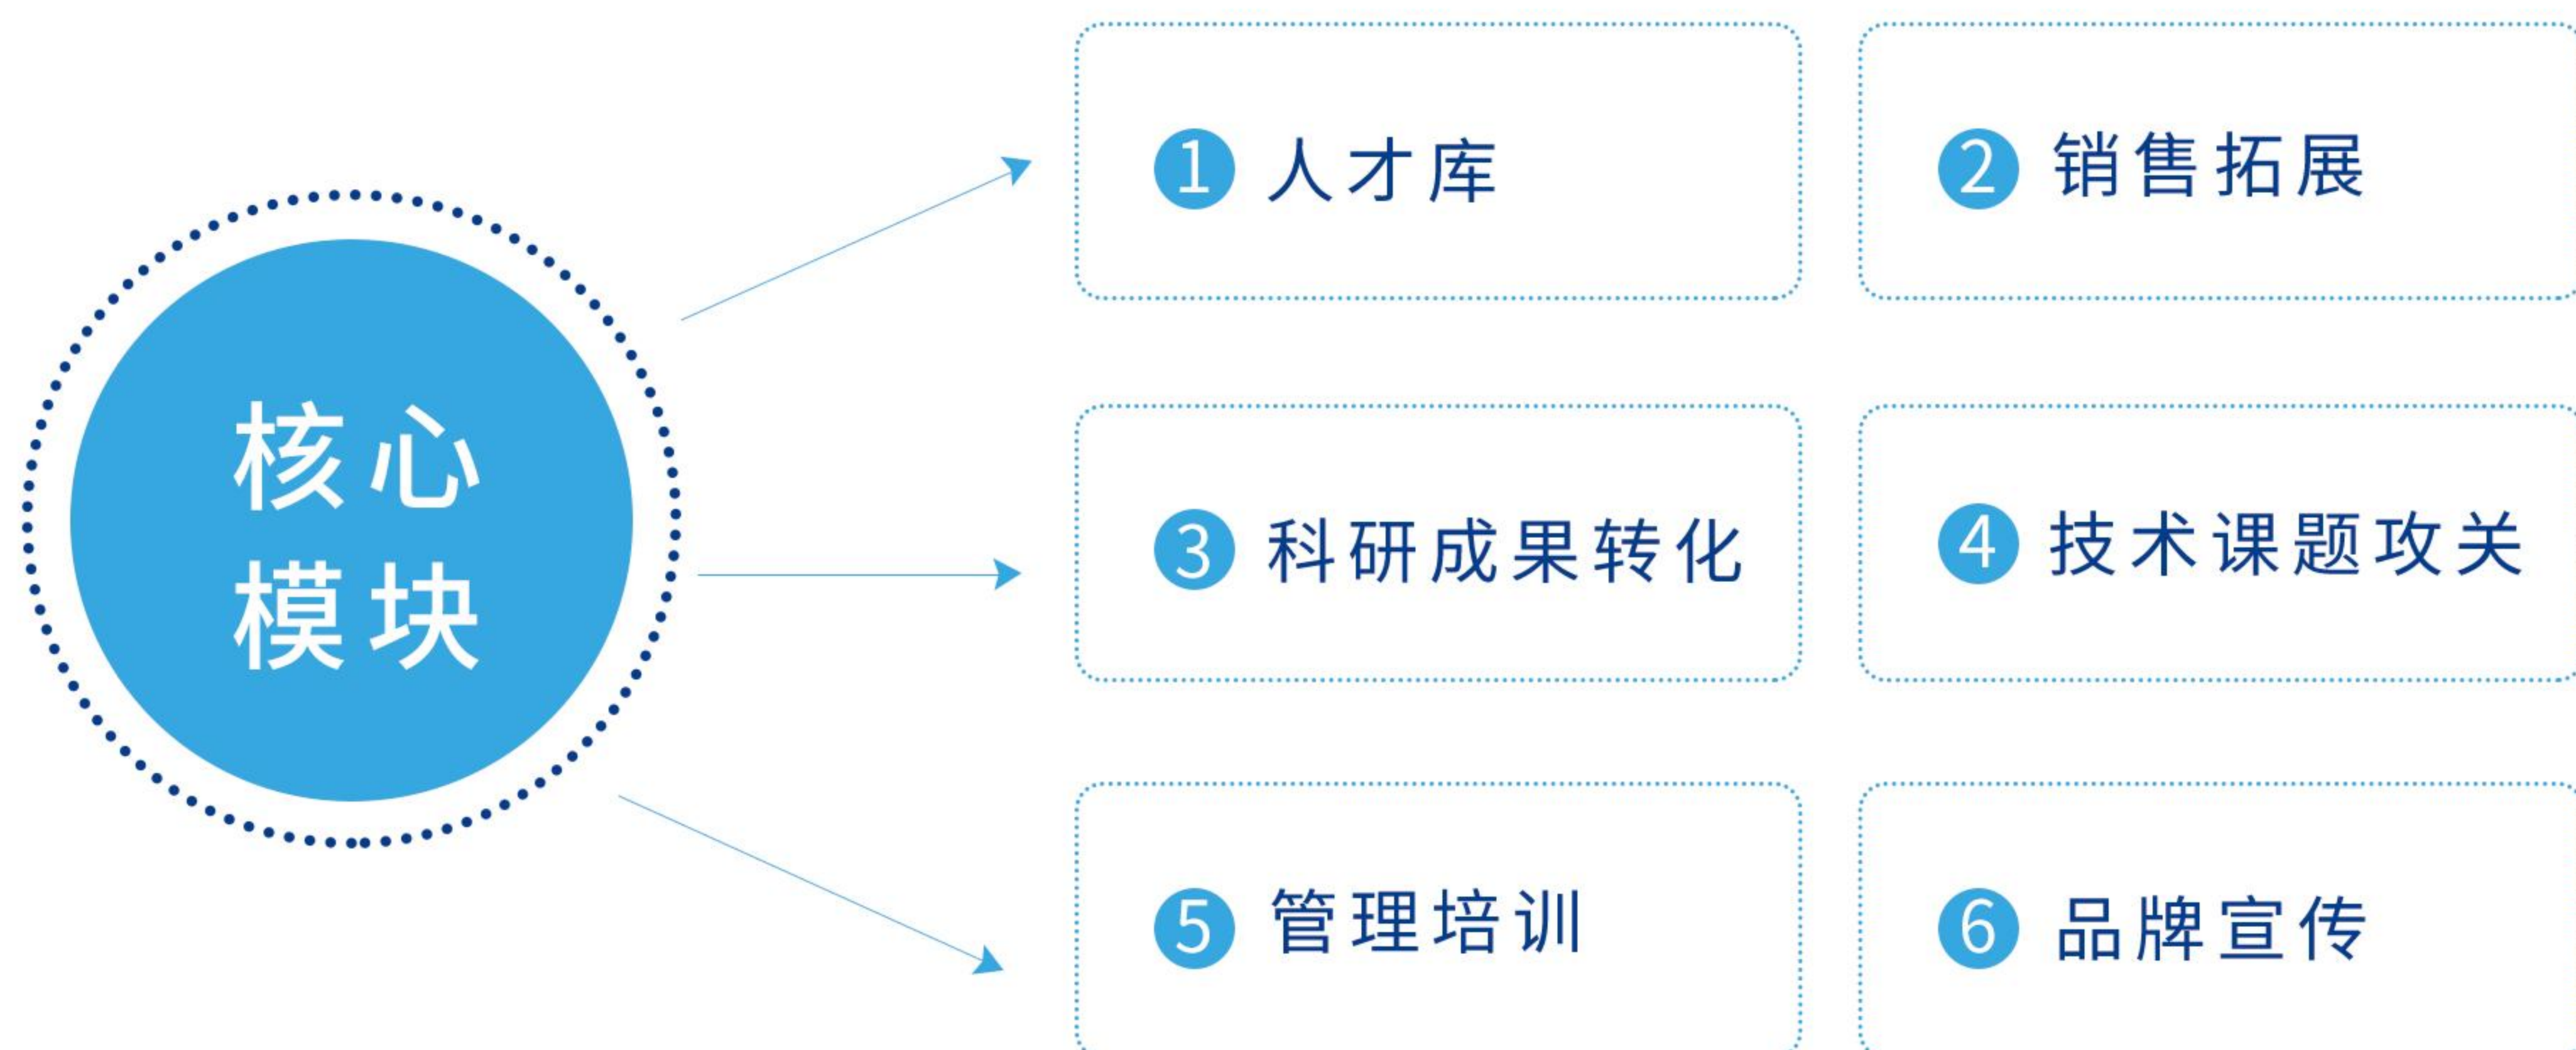 核心
模块
1 人才库
2 销售拓展
3 科研成果转化
4 技术课题攻关
5 管理培训
6 品牌宣传